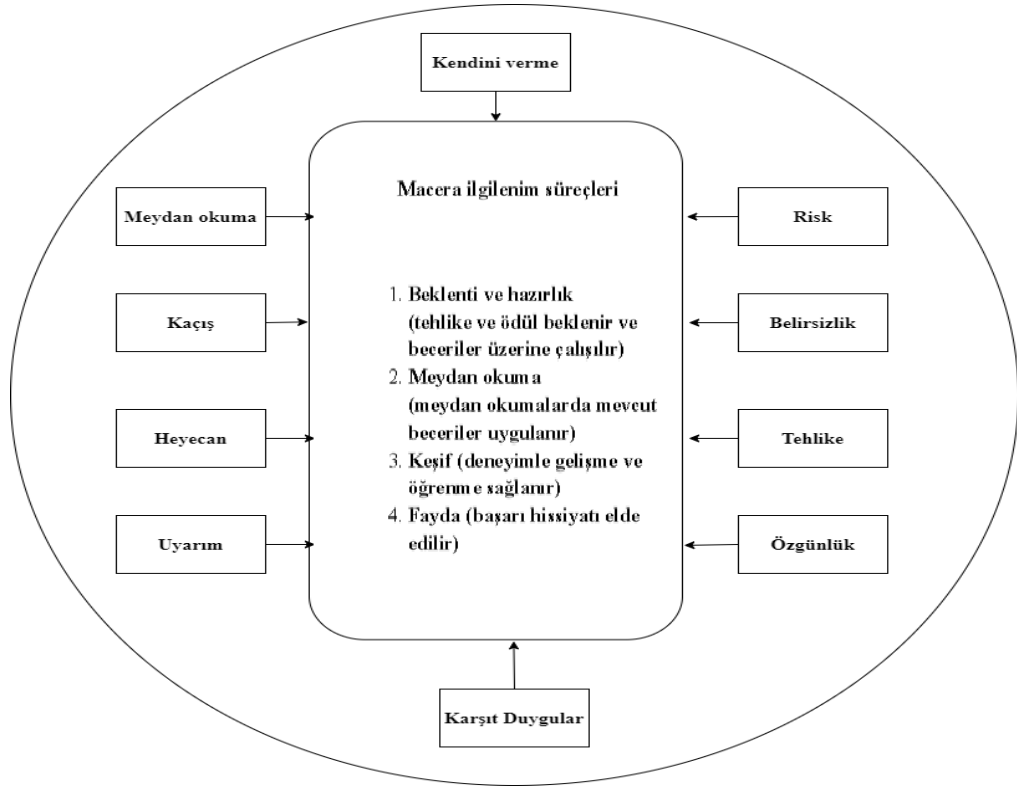 Kendini verme
Macera ilgilenim süreçleri
Meydan okuma
Kaçış
Heyecan
Uyarım
1. Beklenti ve hazırlık
(tehlike ve ödül beklenir ve
beceriler üzerine çalışılır)
2. Meydan okuma
(meydan okumalarda mevcut
beceriler uygulanır)
3. Keşif (deneyimle gelişme ve
öğrenme sağlanır)
4. Fayda (başarı hissiyatı elde
edilir)
Risk
Belirsizlik
Tehlike
Özgünlük
Karşıt Duygular